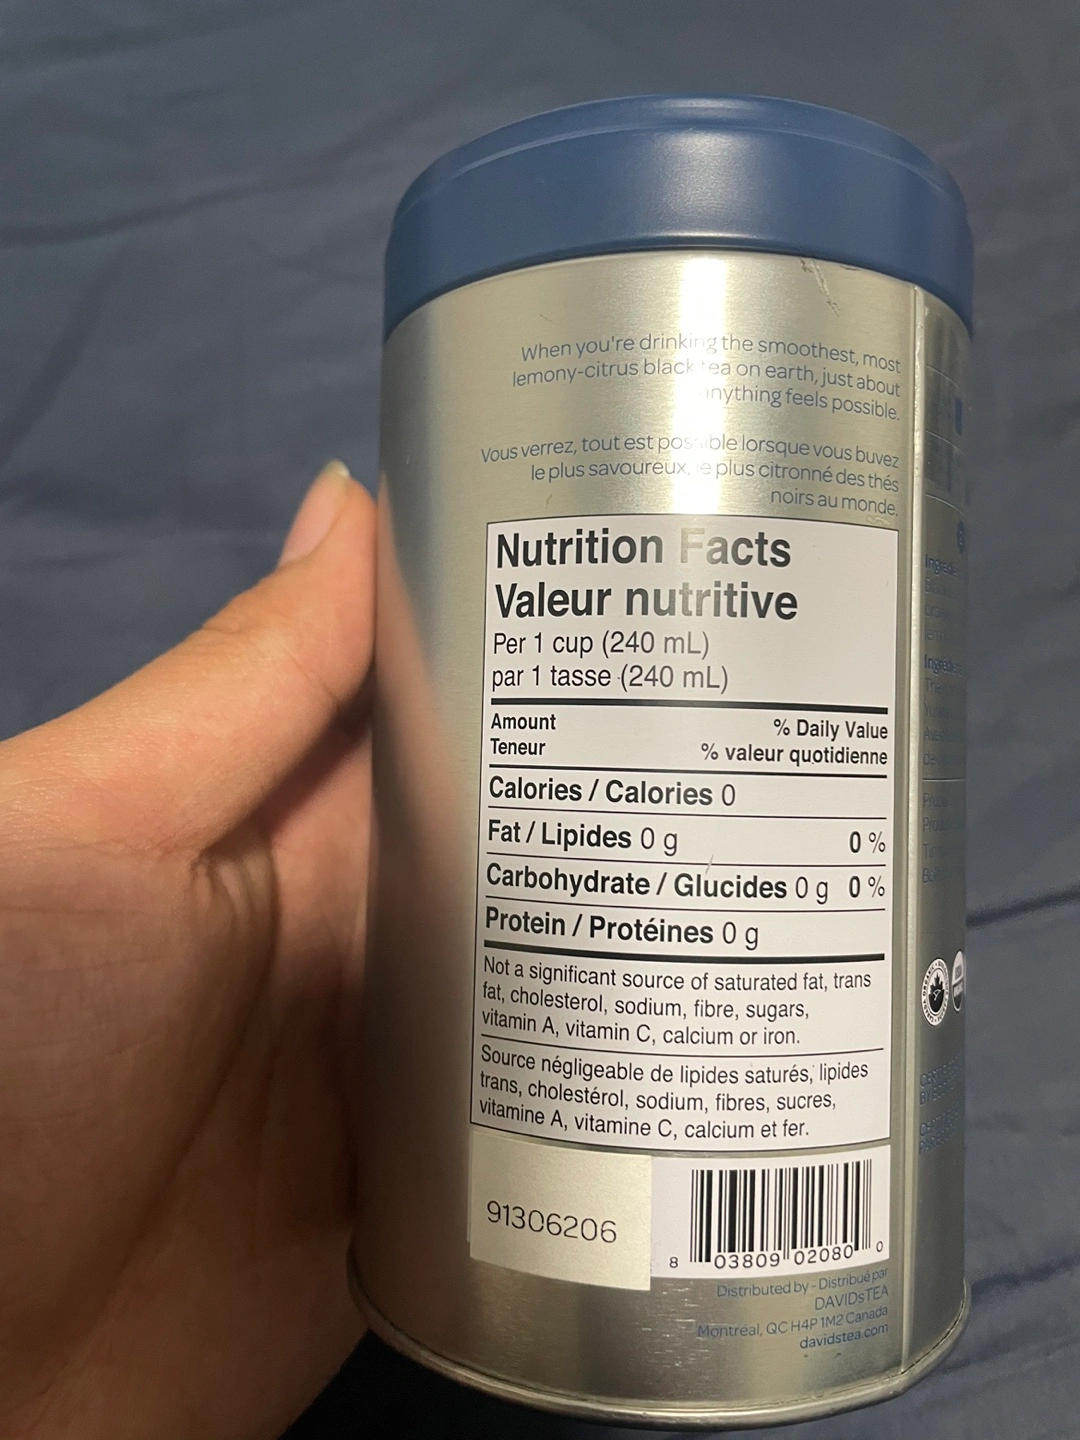 When you're drinking the smoothest, most
lemony-citrus black tea on earth, just about
anything feels possible.
Vous verrez, tout est possible lorsque vous buvez
le plus savoureux, le plus citronné des thés
noirs au monde.
Nutrition Facts
Valeur nutritive
Per 1 cup (240 mL)
par 1 tasse (240 mL)
Amount % Daily Value
Teneur % valeur quotidienne
Calories / Calories 0
Fat / Lipides 0 g 0 %
Carbohydrate / Glucides 0 g 0 %
Protein / Protéines 0 g
Not a significant source of saturated fat, trans
fat, cholesterol, sodium, fibre, sugars,
vitamin A, vitamin C, calcium or iron.
Source négligeable de lipides saturés, lipides
trans, cholestérol, sodium, fibres, sucres,
vitamine A, vitamine C, calcium et fer.
91306206
8 03809 02080 0
Distributed by - Distribué par
DAVIDsTEA
Montréal, QC H4P 1M2 Canada
davidstea.com